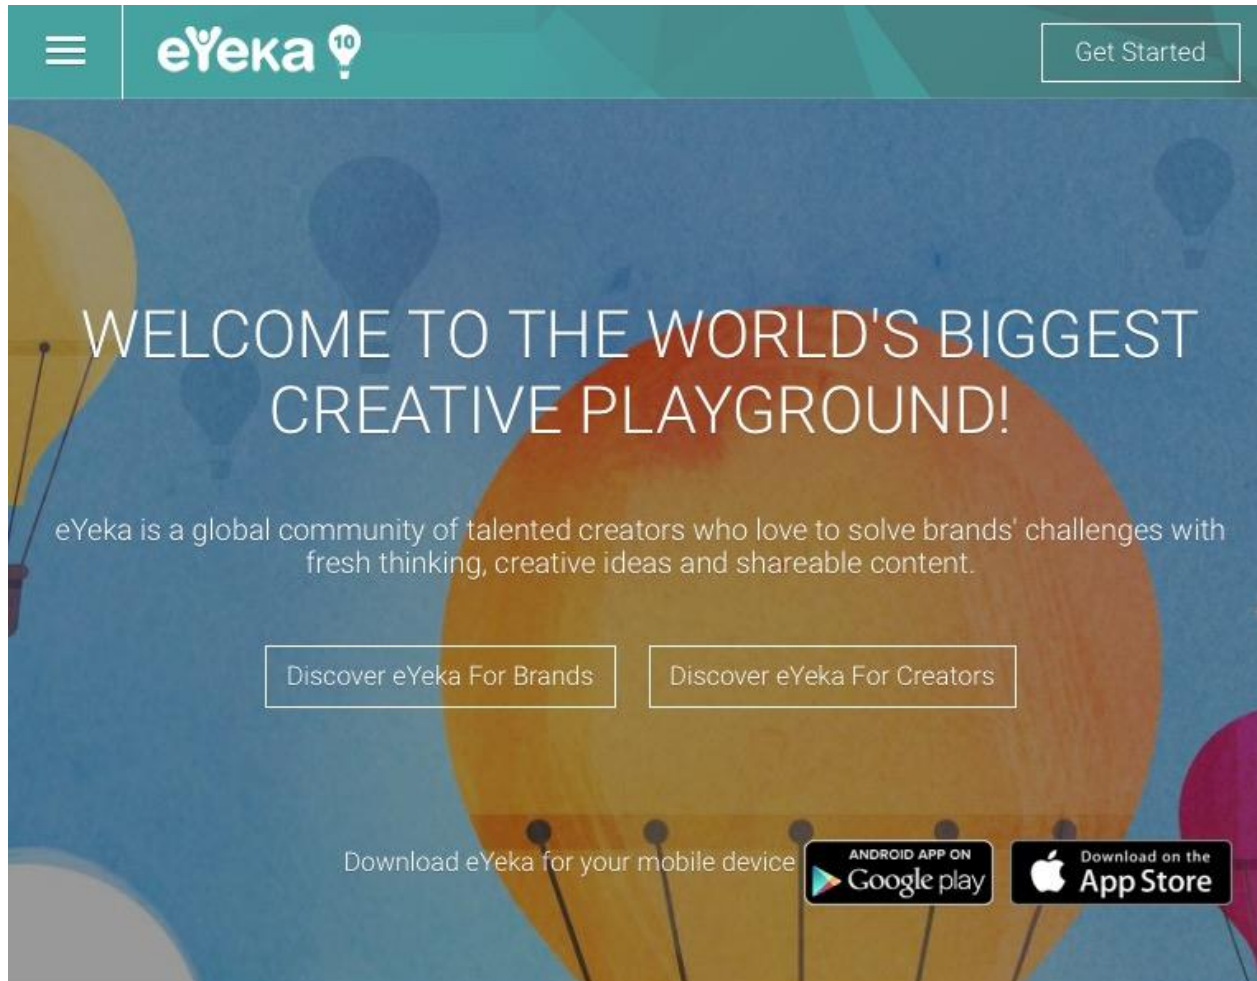 eYeka 10
Get Started
WELCOME TO THE WORLD'S BIGGEST
CREATIVE PLAYGROUND!
eYeka is a global community of talented creators who love to solve brands' challenges with
fresh thinking, creative ideas and shareable content.
Discover eYeka For Brands
Discover eYeka For Creators
Download eYeka for your mobile device
ANDROID APP ON
Google play
Download on the
App Store